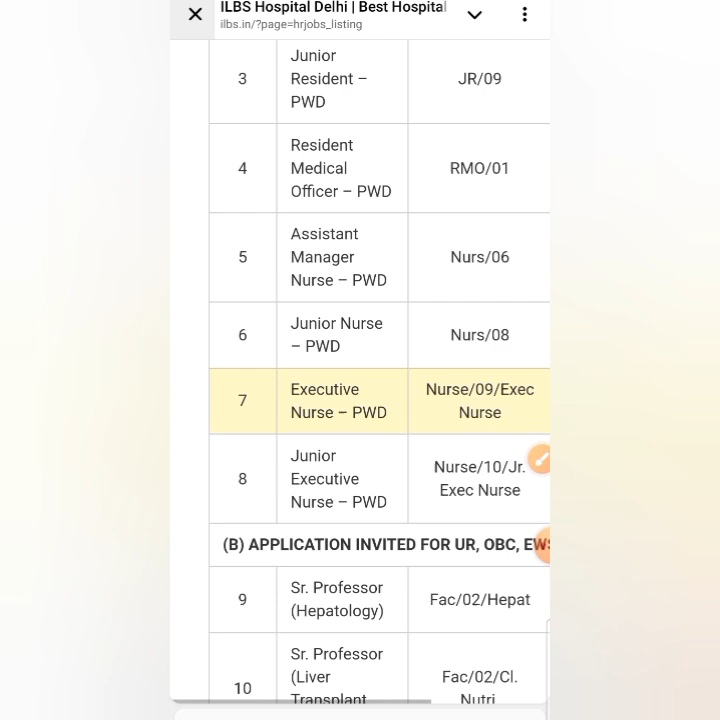 ILBS Hospital Delhi | Best Hospital
ilbs.in/?page=hrjobs_listing
3
Junior
Resident –
PWD
JR/09
4
Resident
Medical
Officer – PWD
RMO/01
5
Assistant
Manager
Nurse – PWD
Nurs/06
6
Junior Nurse
– PWD
Nurs/08
7
Executive
Nurse – PWD
Nurse/09/Exec
Nurse
8
Junior
Executive
Nurse – PWD
Nurse/10/Jr.
Exec Nurse
(B) APPLICATION INVITED FOR UR, OBC, EWS
9
Sr. Professor
(Hepatology)
Fac/02/Hepat
10
Sr. Professor
(Liver
Transplant
Fac/02/Cl.
Nutri